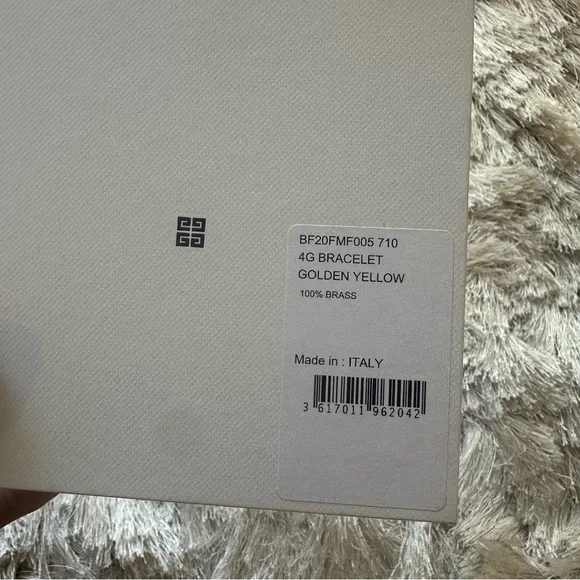 BF20FMF005 710
4G BRACELET
GOLDEN YELLOW
100% BRASS
Made in : ITALY
3 617011 962042